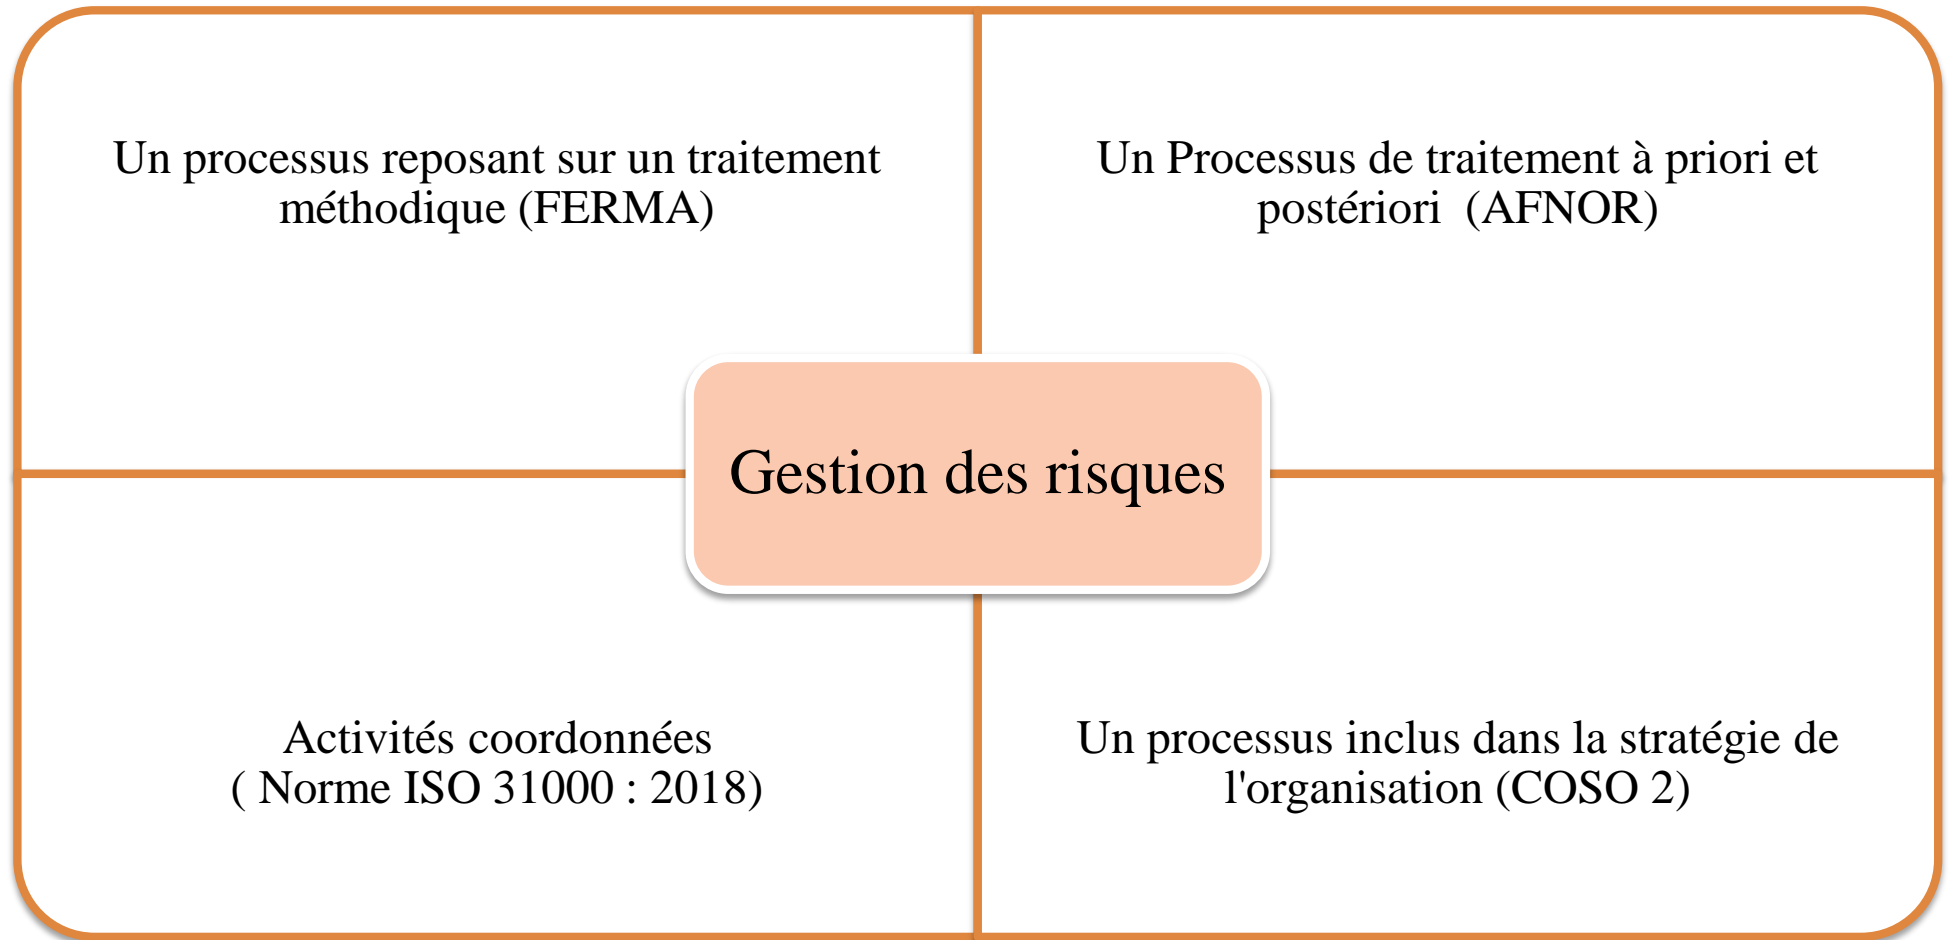 Un processus reposant sur un traitement
méthodique (FERMA)
Un Processus de traitement à priori et
postériori  (AFNOR)
Gestion des risques
Activités coordonnées
( Norme ISO 31000 : 2018)
Un processus inclus dans la stratégie de
l'organisation (COSO 2)